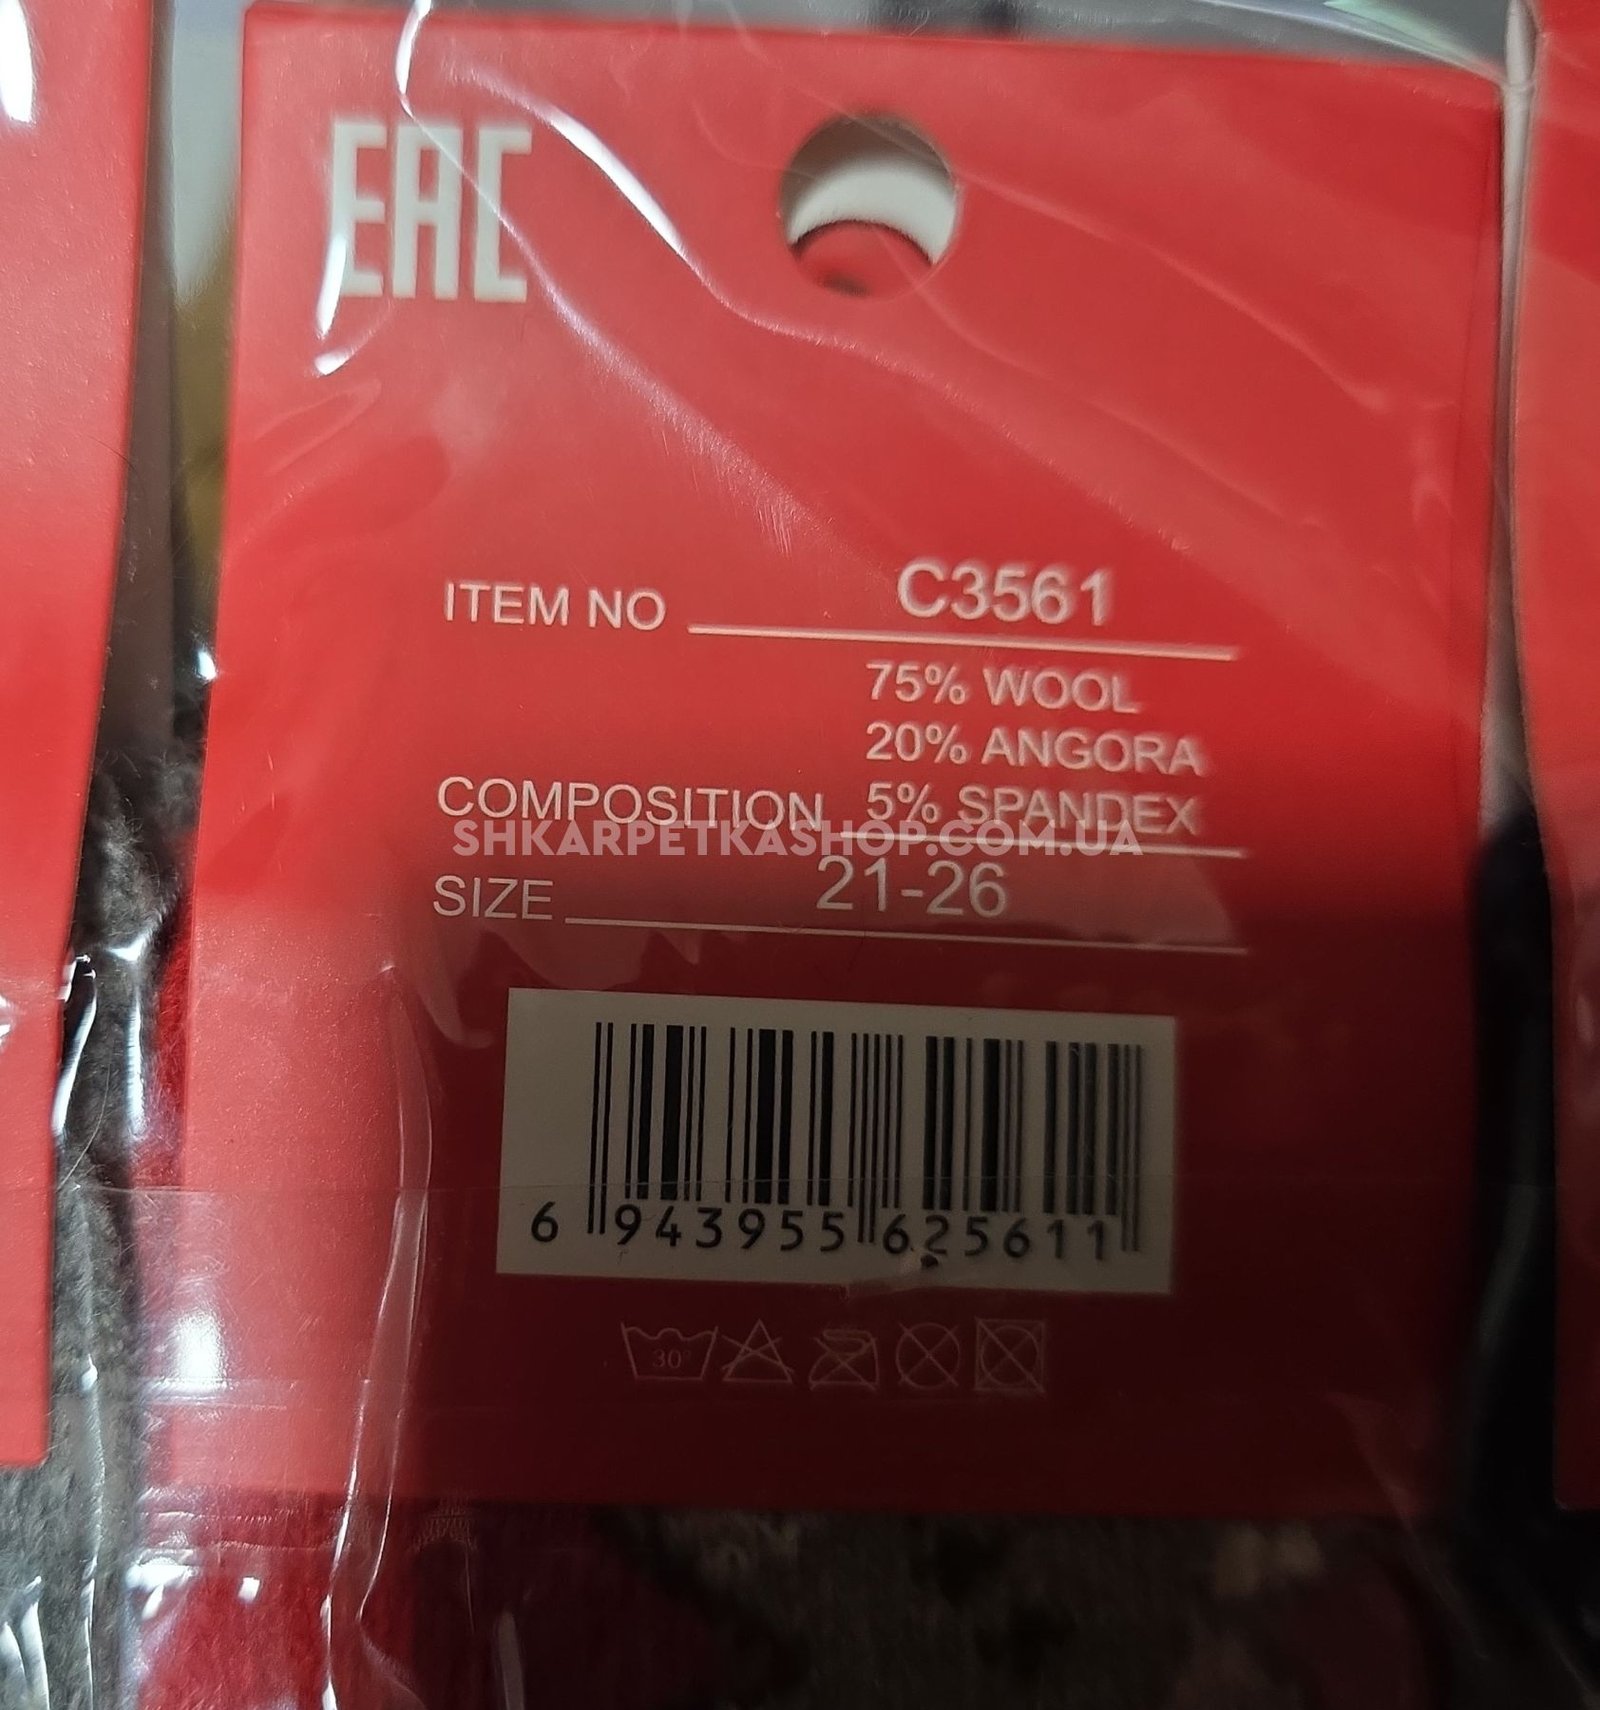 EAC
ITEM NO C3561
75% WOOL
20% ANGORA
COMPOSITION 5% SPANDEX
SHKARPETKASHOP.COM.UA
SIZE 21-26
6 943955 625611
30°